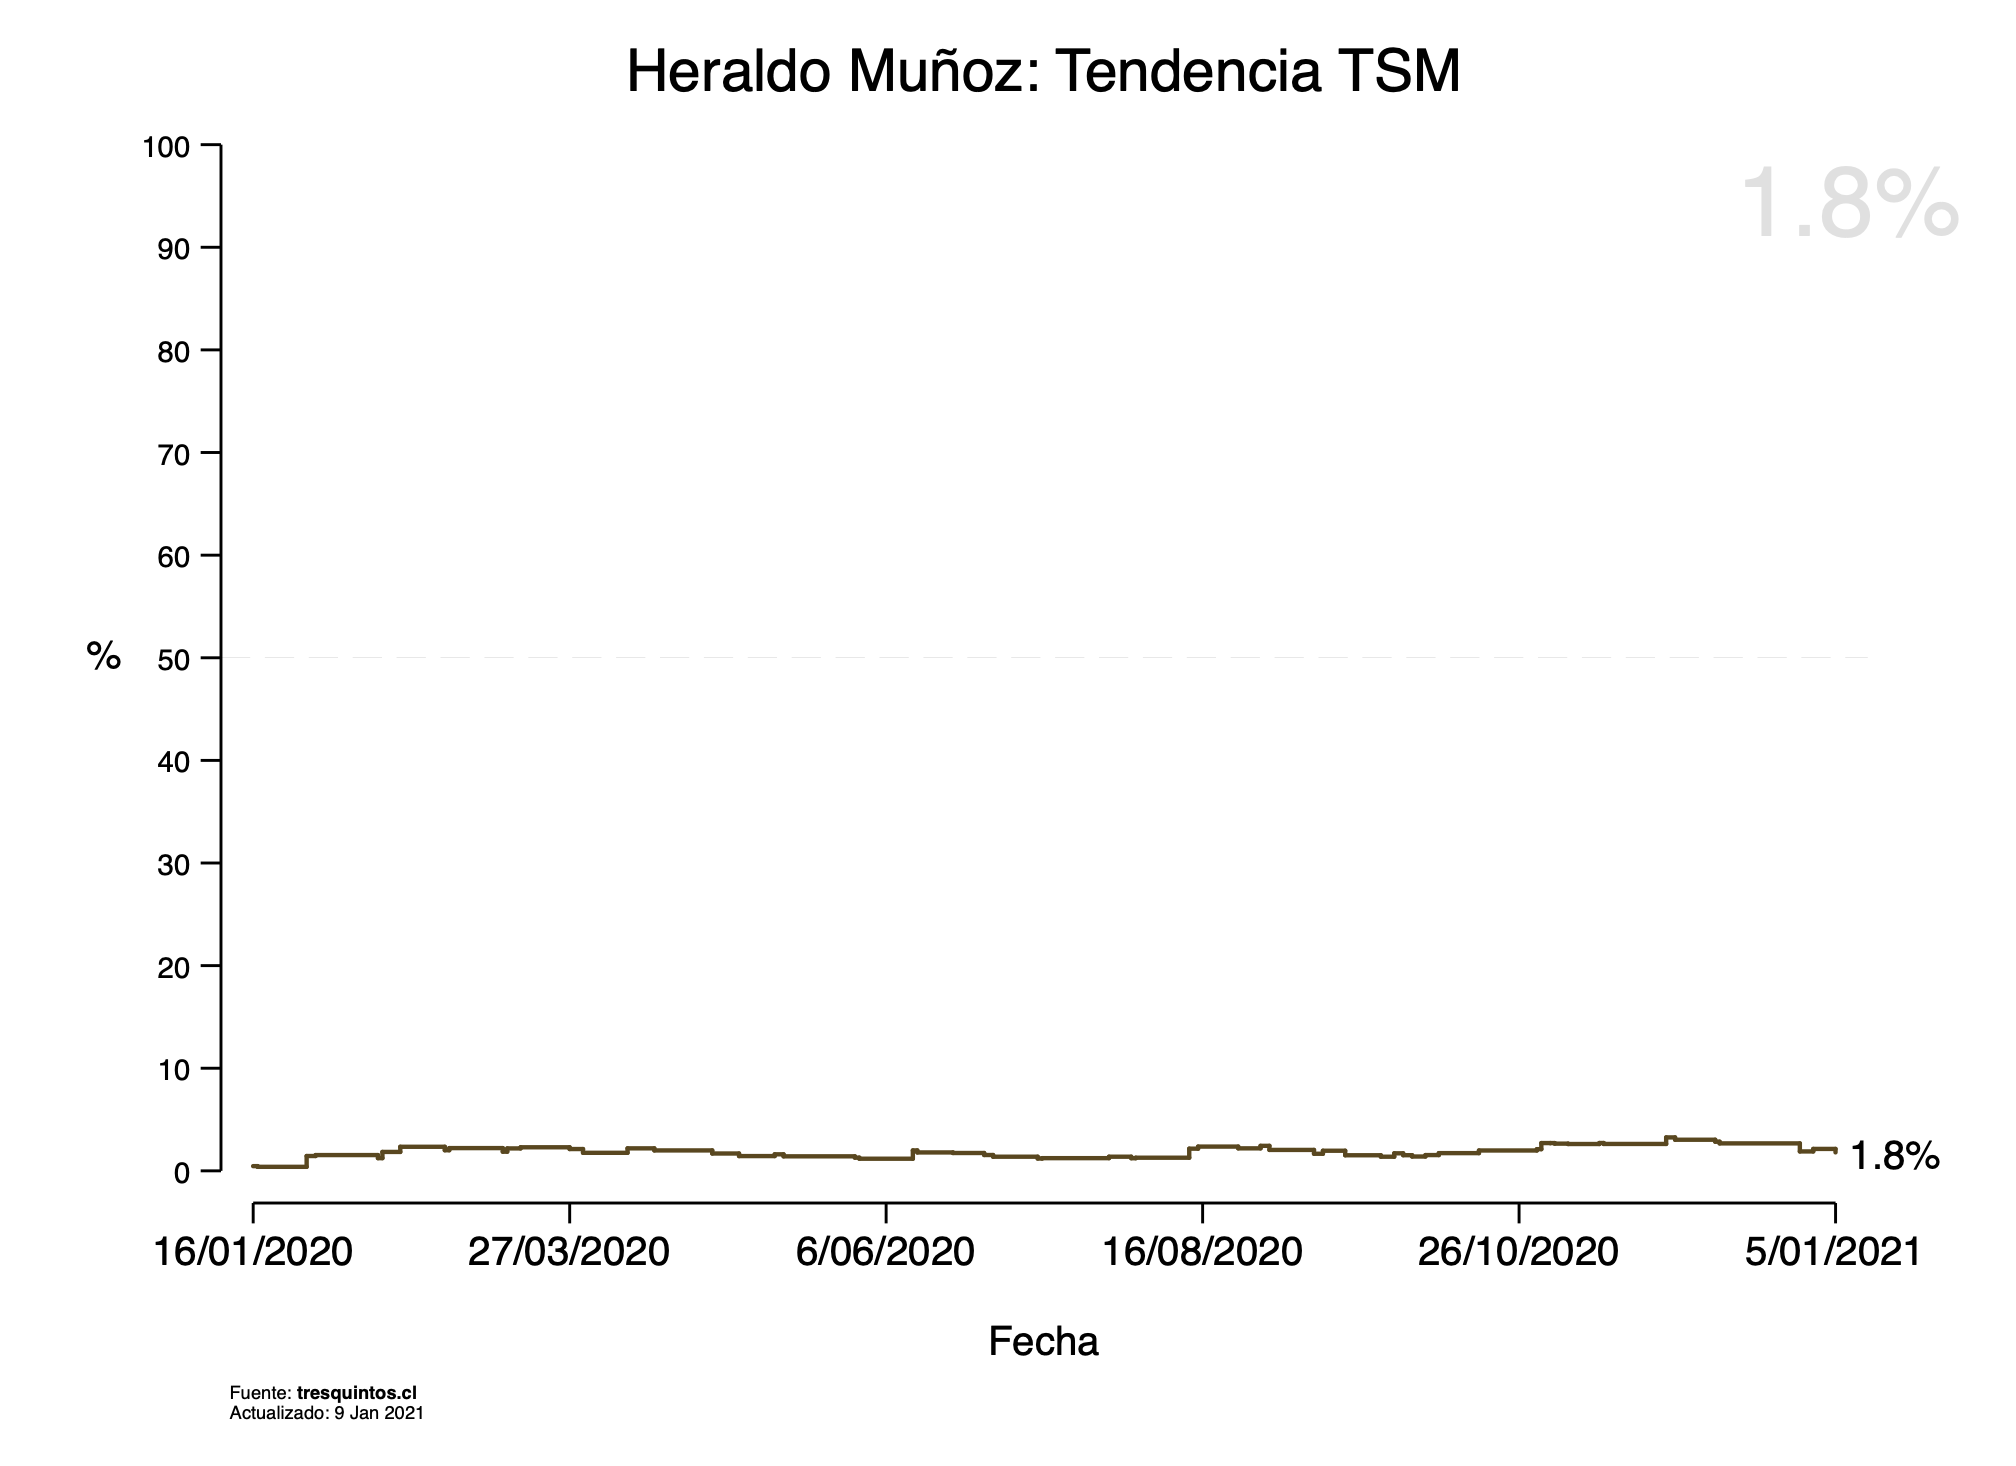 Heraldo Muñoz: Tendencia TSM
1.8%
100
90
80
70
60
50
40
30
20
10
0
%
1.8%
16/01/2020 27/03/2020 6/06/2020 16/08/2020 26/10/2020 5/01/2021
Fecha
Fuente: tresquintos.cl
Actualizado: 9 Jan 2021